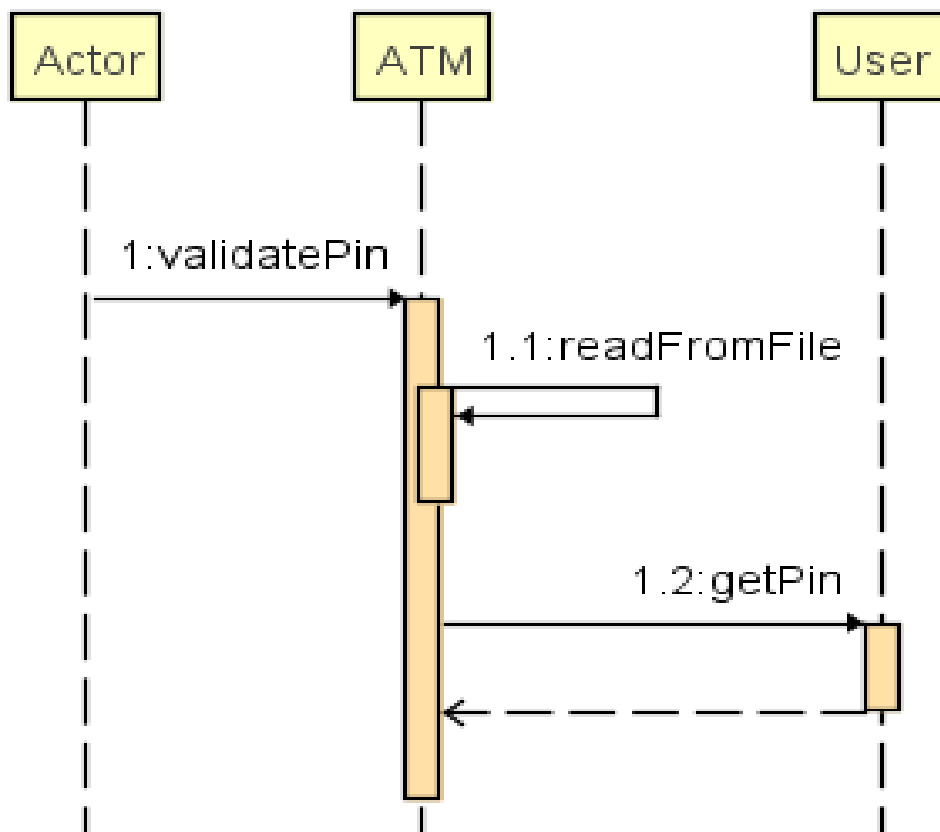 Actor
ATM
User
1:validatePin
1.1:readFromFile
1.2:getPin